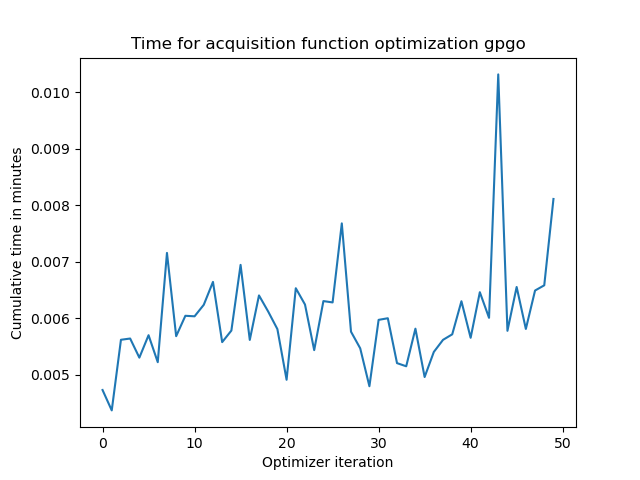 Time for acquisition function optimization gpgo
Cumulative time in minutes
0.010
0.009
0.008
0.007
0.006
0.005
0 10 20 30 40 50
Optimizer iteration